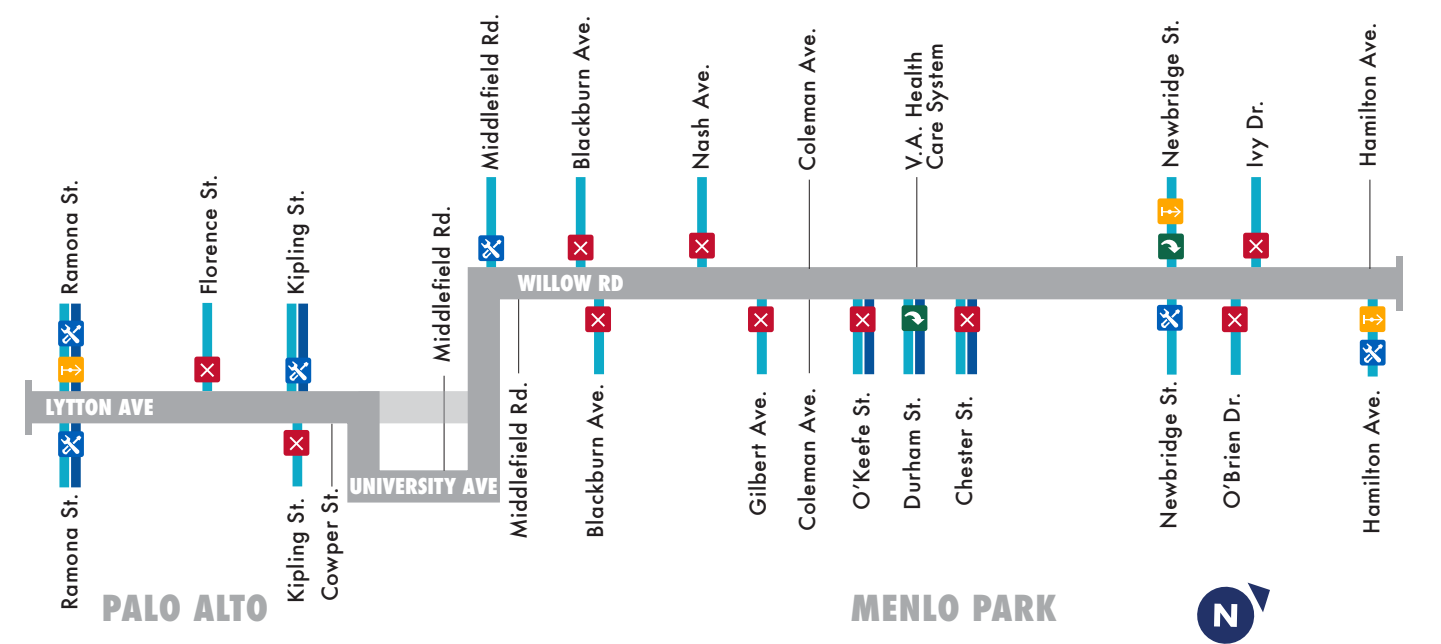 Middlefield Rd.
Blackburn Ave.
Nash Ave.
Coleman Ave.
V.A. Health
Care System
Newbridge St.
Ivy Dr.
Hamilton Ave.
Ramona St.
Florence St.
Kipling St.
Middlefield Rd.
WILLOW RD
LYTTON AVE
UNIVERSITY AVE
Ramona St.
Kipling St.
Cowper St.
Middlefield Rd.
Blackburn Ave.
Gilbert Ave.
Coleman Ave.
O'Keefe St.
Durham St.
Chester St.
Newbridge St.
O'Brien Dr.
Hamilton Ave.
PALO ALTO
MENLO PARK
N